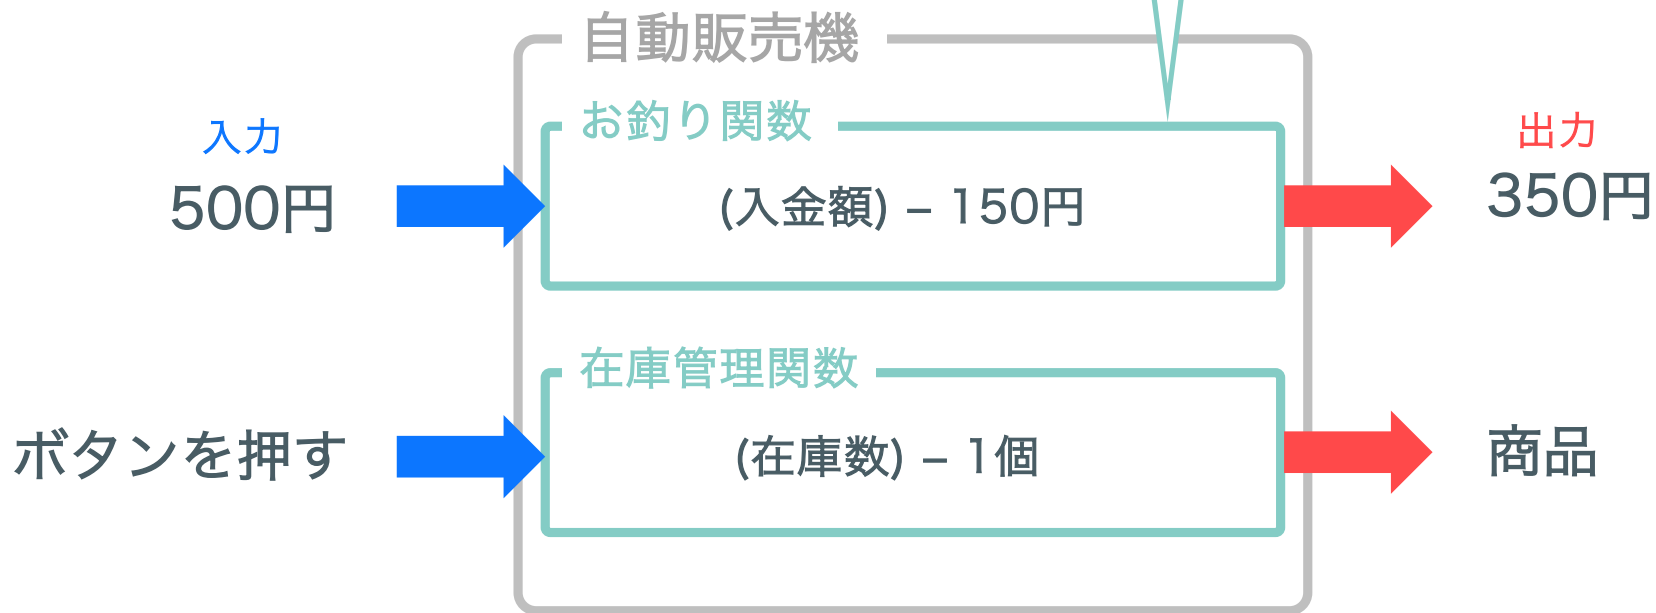 自動販売機
お釣り関数
入力
500円
(入金額) – 150円
出力
350円
在庫管理関数
ボタンを押す
(在庫数) – 1個
商品